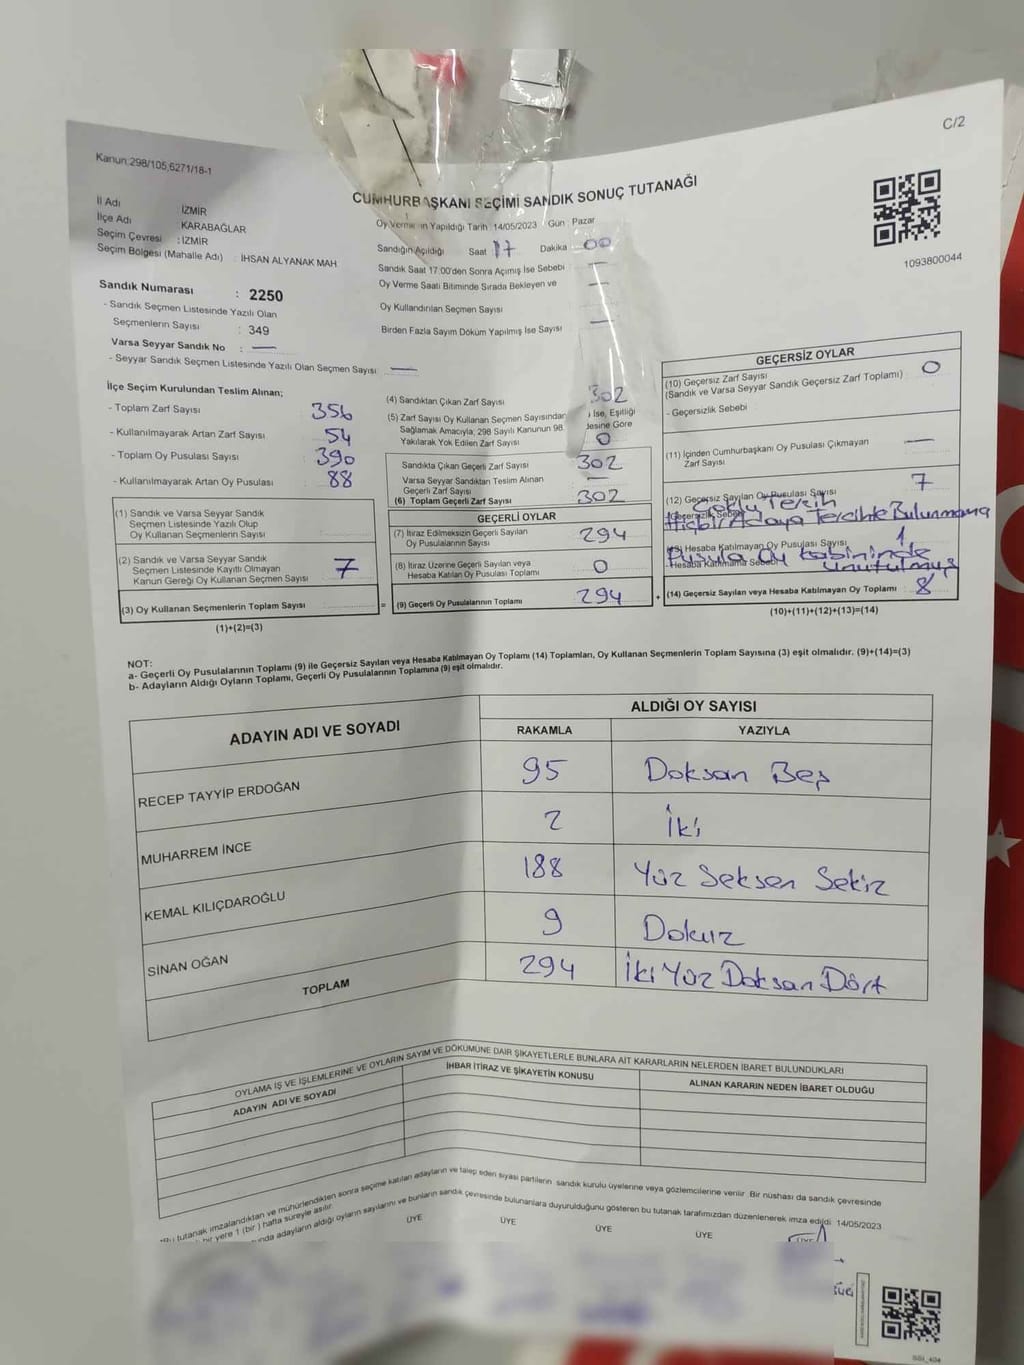 C/2
Kanun:298/105,6271/18-1
CUMHURBAŞKANI SEÇİMİ SANDIK SONUÇ TUTANAĞI
İl Adı : İZMİR
İlçe Adı : KARABAĞLAR
Seçim Çevresi : İZMİR
Seçim Bölgesi (Mahalle Adı) : İHSAN ALYANAK MAH
Sandık Numarası : 2250
- Sandık Seçmen Listesinde Yazılı Olan
Seçmenlerin Sayısı : 349
Varsa Seyyar Sandık No : —
- Seyyar Sandık Seçmen Listesinde Yazılı Olan Seçmen Sayısı : —
Oy Verme Yapıldığı Tarih 14/05/2023 Gün : Pazar
Sandığın Açıldığı Saat 17 Dakika 00
Sandık Saat 17:00'den Sonra Açımış İse Sebebi —
Oy Verme Saati Bitiminde Sırada Bekleyen ve —
Oy Kullandırılan Seçmen Sayısı
Birden Fazla Sayım Döküm Yapılmış İse Sayısı —
1093800044
İlçe Seçim Kurulundan Teslim Alınan;
- Toplam Zarf Sayısı : 356
- Kullanılmayarak Artan Zarf Sayısı : 54
- Toplam Oy Pusulası Sayısı : 390
- Kullanılmayarak Artan Oy Pusulası : 88
(1) Sandık ve Varsa Seyyar Sandık
Seçmen Listesinde Yazılı Olup
Oy Kullanan Seçmenlerin Sayısı
(2) Sandık ve Varsa Seyyar Sandık
Seçmen Listesinde Kayıtlı Olmayan
Kanun Gereği Oy Kullanan Seçmen Sayısı 7
(3) Oy Kullanan Seçmenlerin Toplam Sayısı
(1)+(2)=(3)
(4) Sandıktan Çıkan Zarf Sayısı 302
(5) Zarf Sayısı Oy Kullanan Seçmen Sayısından İse, Eşitliği
Sağlamak Amacıyla; 298 Sayılı Kanunun 98. desine Göre
Yakılarak Yok Edilen Zarf Sayısı 0
Sandıkta Çıkan Geçerli Zarf Sayısı 302
Varsa Seyyar Sandıktan Teslim Alınan
Geçerli Zarf Sayısı —
(6) Toplam Geçerli Zarf Sayısı 302
GEÇERLİ OYLAR
(7) İtiraz Edilmeksizin Geçerli Sayılan
Oy Pusulalarının Sayısı 294
(8) İtiraz Üzerine Geçerli Sayılan veya
Hesaba Katılan Oy Pusulası Toplamı 0
= (9) Geçerli Oy Pusulalarının Toplamı 294
GEÇERSİZ OYLAR
(10) Geçersiz Zarf Sayısı
(Sandık ve Varsa Seyyar Sandık Geçersiz Zarf Toplamı) 0
- Geçersizlik Sebebi
(11) İçinden Cumhurbaşkanı Oy Pusulası Çıkmayan
Zarf Sayısı —
(12) Geçersiz Sayılan Oy Pusulası Sayısı 7
Geçersizlik Sebebi Çoklu Tercih
Hiçbir Adaya Tercihte Bulunmama
(13) Hesaba Katılmayan Oy Pusulası Sayısı 1
Hesaba Katılmama Sebebi Pusula Oy kabininde
unutulmuş
+ (14) Geçersiz Sayılan veya Hesaba Katılmayan Oy Toplamı 8
(10)+(11)+(12)+(13)=(14)
NOT:
a- Geçerli Oy Pusulalarının Toplamı (9) ile Geçersiz Sayılan veya Hesaba Katılmayan Oy Toplamı (14) Toplamları, Oy Kullanan Seçmenlerin Toplam Sayısına (3) eşit olmalıdır. (9)+(14)=(3)
b- Adayların Aldığı Oyların Toplamı, Geçerli Oy Pusulalarının Toplamına (9) eşit olmalıdır.
ADAYIN ADI VE SOYADI ALDIĞI OY SAYISI
RAKAMLA YAZIYLA
RECEP TAYYİP ERDOĞAN 95 Doksan Beş
MUHARREM İNCE 2 İki
KEMAL KILIÇDAROĞLU 188 Yüz Seksen Sekiz
SİNAN OĞAN 9 Dokuz
TOPLAM 294 İki Yüz Doksan Dört
OYLAMA İŞ VE İŞLEMLERİNE VE OYLARIN SAYIM VE DÖKÜMÜNE DAİR ŞİKAYETLERLE BUNLARA AİT KARARLARIN NELERDEN İBARET BULUNDUKLARI
ADAYIN ADI VE SOYADI İHBAR İTİRAZ VE ŞİKAYETİN KONUSU ALINAN KARARIN NEDEN İBARET OLDUĞU
tutanak imzalandıktan ve mühürlendikten sonra seçime katılan adayların ve talep eden siyasi partilerin sandık kurulu üyelerine veya gözlemcilerine verilir. Bir nüshası da sandık çevresinde
bir yere 1 (bir) hafta süreyle asılır.
adayların aldığı oyların sayılarını ve bunların sandık çevresinde bulunanlara duyurulduğunu gösteren bu tutanak tarafımızdan düzenlenerek imza edildi. 14/05/2023
ÜYE ÜYE ÜYE ÜYE ÜYE